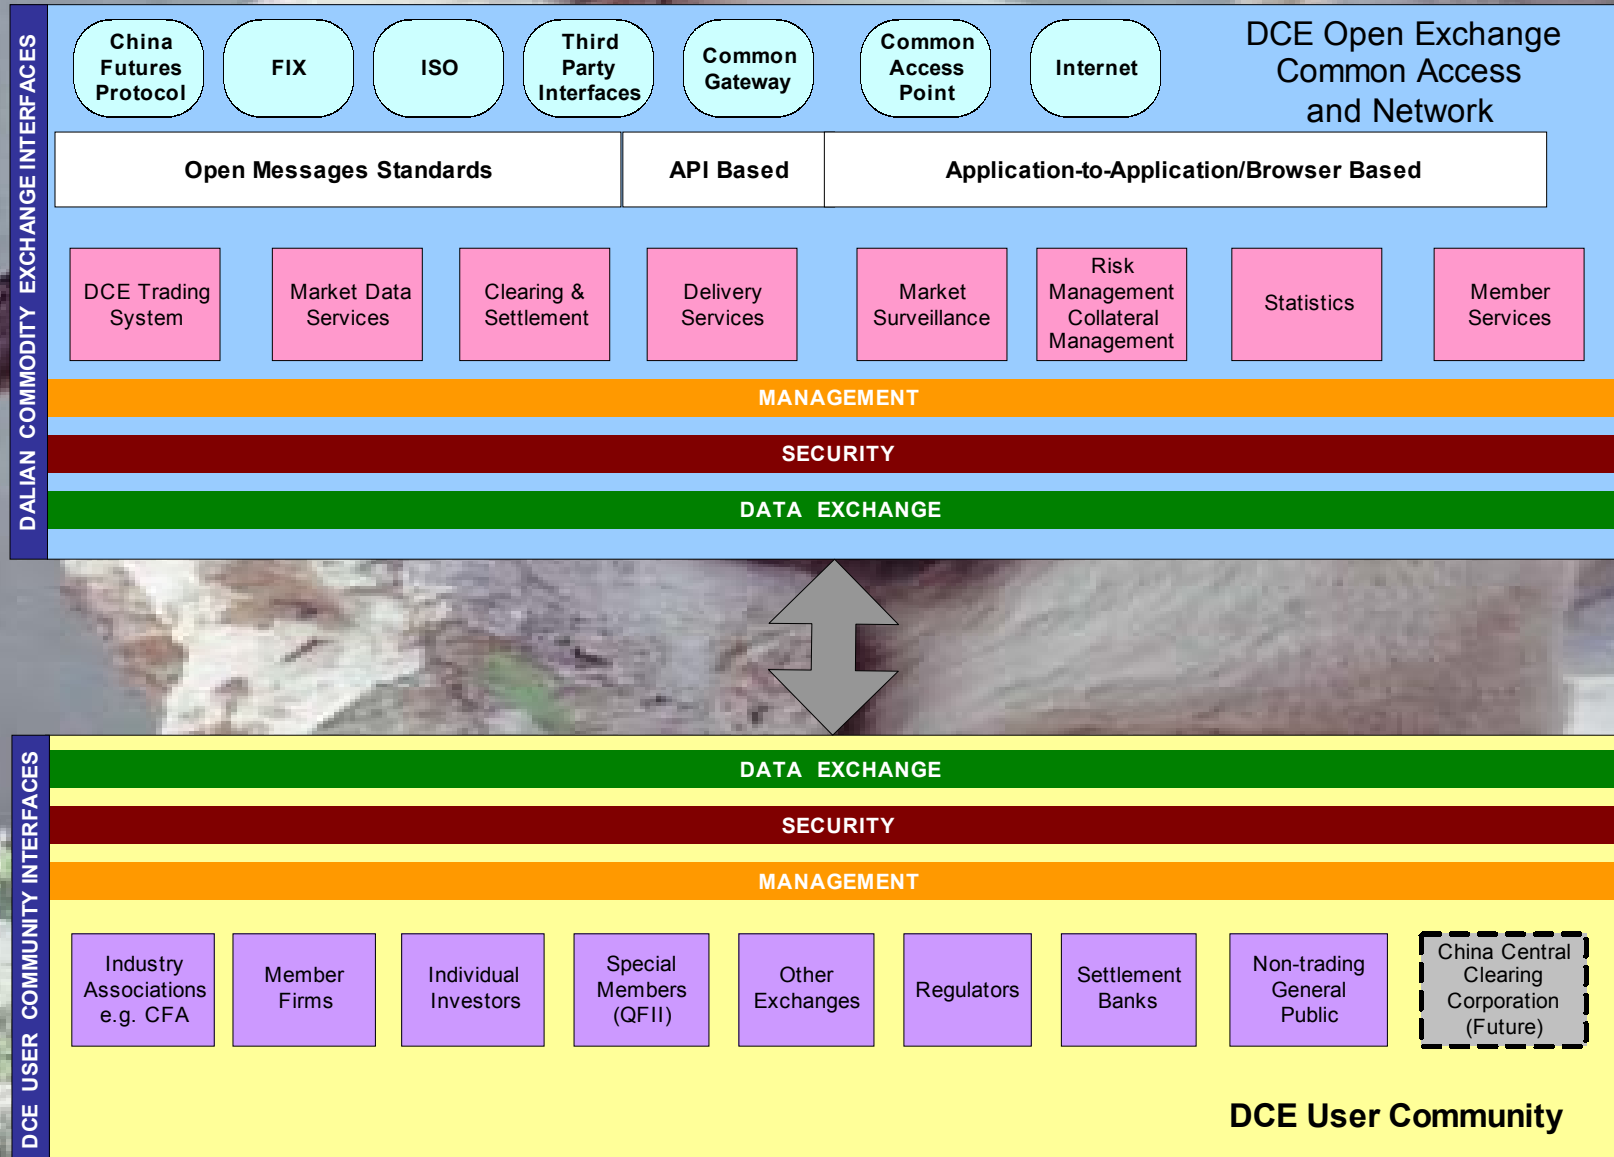 DALIAN COMMODITY EXCHANGE INTERFACES
China
Futures
Protocol
FIX
ISO
Third
Party
Interfaces
Common
Gateway
Common
Access
Point
Internet
DCE Open Exchange
Common Access
and Network
Open Messages Standards
API Based
Application-to-Application/Browser Based
DCE Trading
System
Market Data
Services
Clearing &
Settlement
Delivery
Services
Market
Surveillance
Risk
Management
Collateral
Management
Statistics
Member
Services
MANAGEMENT
SECURITY
DATA EXCHANGE
DCE USER COMMUNITY INTERFACES
DATA EXCHANGE
SECURITY
MANAGEMENT
Industry
Associations
e.g. CFA
Member
Firms
Individual
Investors
Special
Members
(QFII)
Other
Exchanges
Regulators
Settlement
Banks
Non-trading
General
Public
China Central
Clearing
Corporation
(Future)
DCE User Community